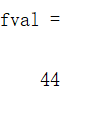 fval =
44